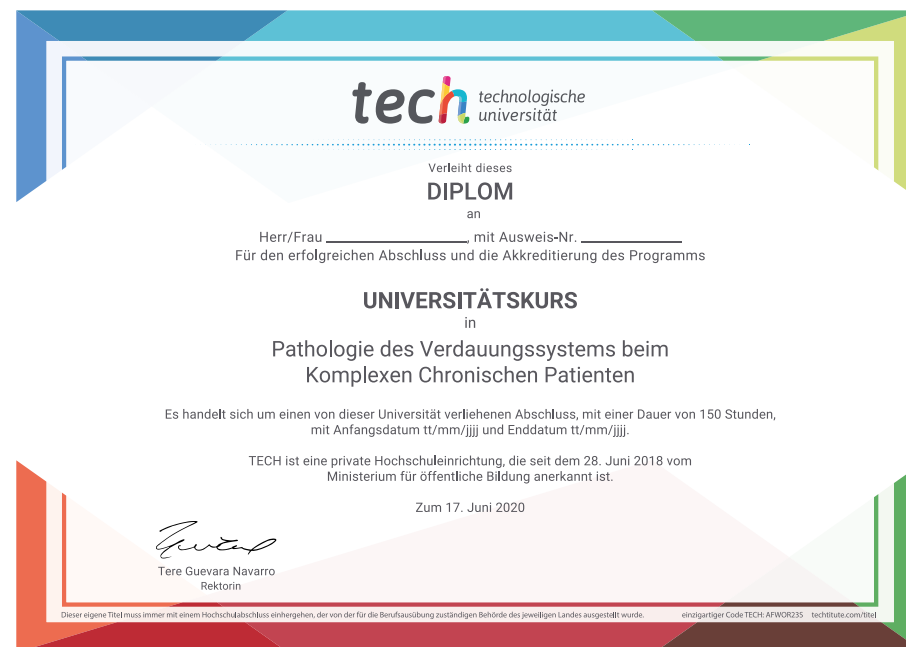 tech technologische
universität
Verleiht dieses
DIPLOM
an
Herr/Frau ____________________, mit Ausweis-Nr. ______________
Für den erfolgreichen Abschluss und die Akkreditierung des Programms
UNIVERSITÄTSKURS
in
Pathologie des Verdauungssystems beim
Komplexen Chronischen Patienten
Es handelt sich um einen von dieser Universität verliehenen Abschluss, mit einer Dauer von 150 Stunden,
mit Anfangsdatum tt/mm/jjjj und Enddatum tt/mm/jjjj.
TECH ist eine private Hochschuleinrichtung, die seit dem 28. Juni 2018 vom
Ministerium für öffentliche Bildung anerkannt ist.
Zum 17. Juni 2020
Tere Guevara Navarro
Rektorin
Dieser eigene Titel muss immer mit einem Hochschulabschluss einhergehen, der von der für die Berufsausübung zuständigen Behörde des jeweiligen Landes ausgestellt wurde. einzigartiger Code TECH: AFWOR23S techtitute.com/titel